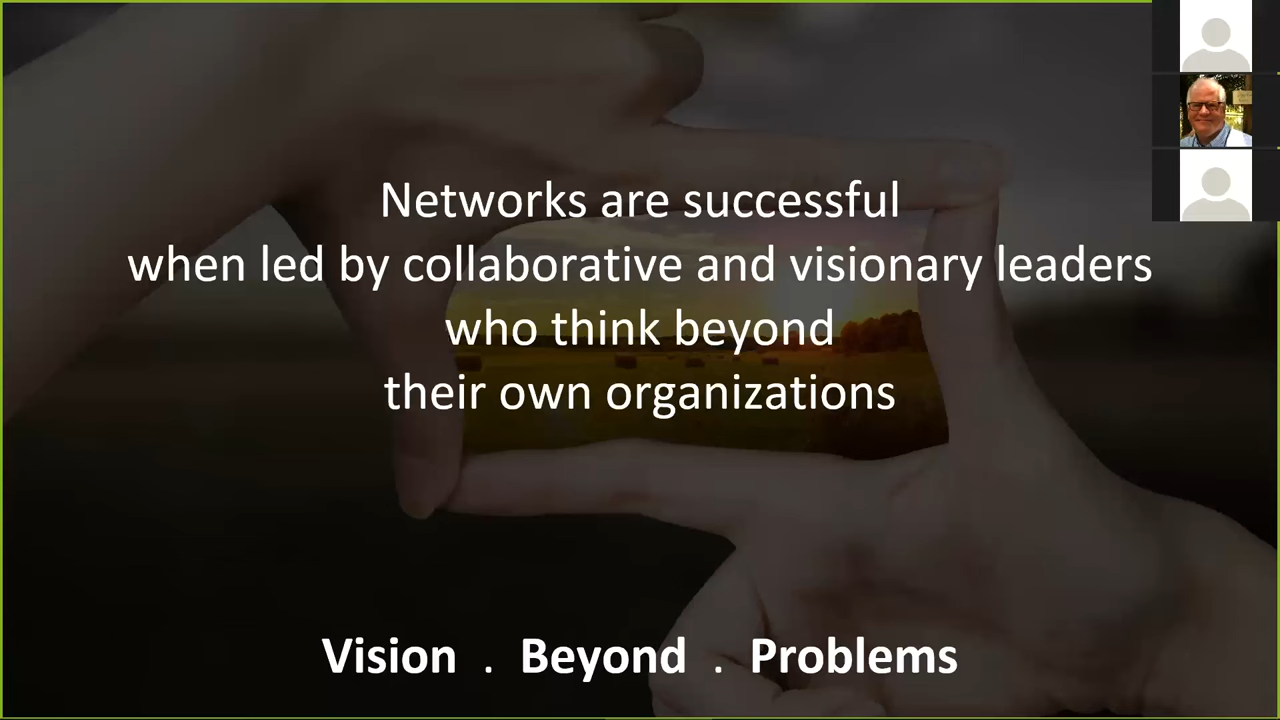 Networks are successful
when led by collaborative and visionary leaders
who think beyond
their own organizations
Vision . Beyond . Problems